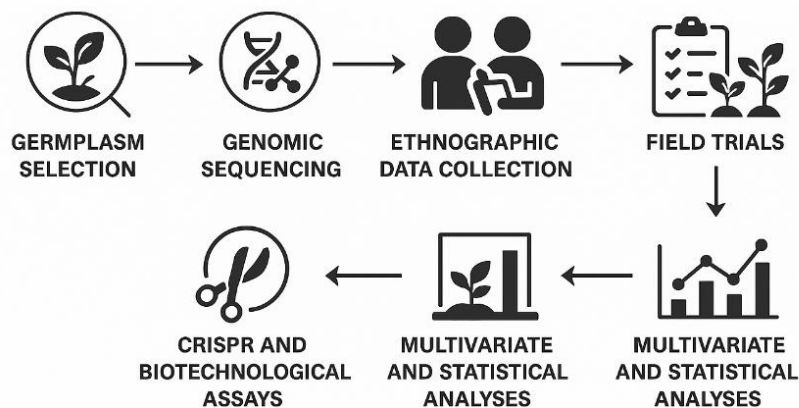 GERMPLASM
SELECTION
GENOMIC
SEQUENCING
ETHNOGRAPHIC
DATA COLLECTION
FIELD TRIALS
CRISPR AND
BIOTECHNOLOGICAL
ASSAYS
MULTIVARIATE
AND STATISTICAL
ANALYSES
MULTIVARIATE
AND STATISTICAL
ANALYSES